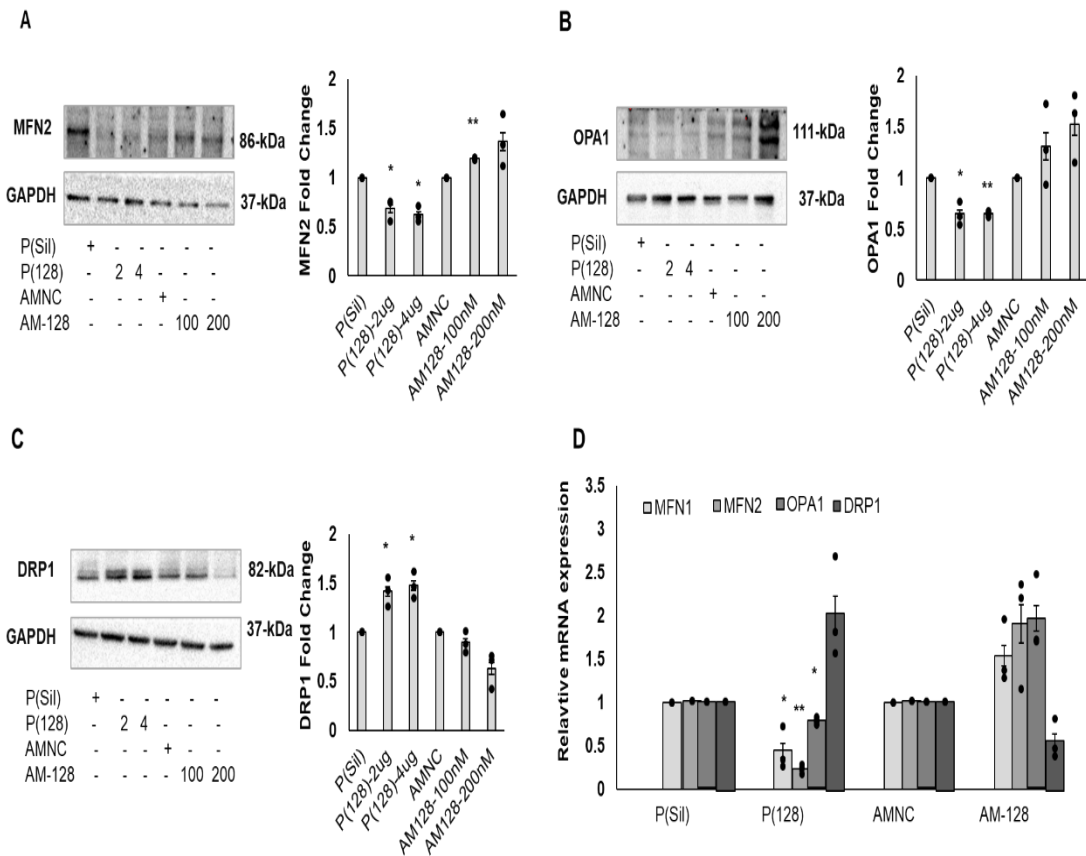 A
MFN2
86-kDa
GAPDH
37-kDa
P(Sil) + - - - - -
P(128) - 2 4 - - -
AMNC - - - + - -
AM-128 - - - - 100 200
MFN2 Fold Change
2
1.5
1
0.5
0
* * **
P(Sil)
P(128)-2ug
P(128)-4ug
AMNC
AM128-100nM
AM128-200nM
B
OPA1
111-kDa
GAPDH
37-kDa
P(Sil) + - - - - -
P(128) - 2 4 - - -
AMNC - - - + - -
AM-128 - - - - 100 200
OPA1 Fold Change
2
1.5
1
0.5
0
* **
P(Sil)
P(128)-2ug
P(128)-4ug
AMNC
AM128-100nM
AM128-200nM
C
DRP1
82-kDa
GAPDH
37-kDa
P(Sil) + - - - - -
P(128) - 2 4 - - -
AMNC - - - + - -
AM-128 - - - - 100 200
DRP1 Fold Change
2
1.5
1
0.5
0
* *
P(Sil)
P(128)-2ug
P(128)-4ug
AMNC
AM128-100nM
AM128-200nM
D
Relavtive mRNA expression
3.5
3
2.5
2
1.5
1
0.5
0
MFN1 MFN2 OPA1 DRP1
* ** *
P(Sil) P(128) AMNC AM-128